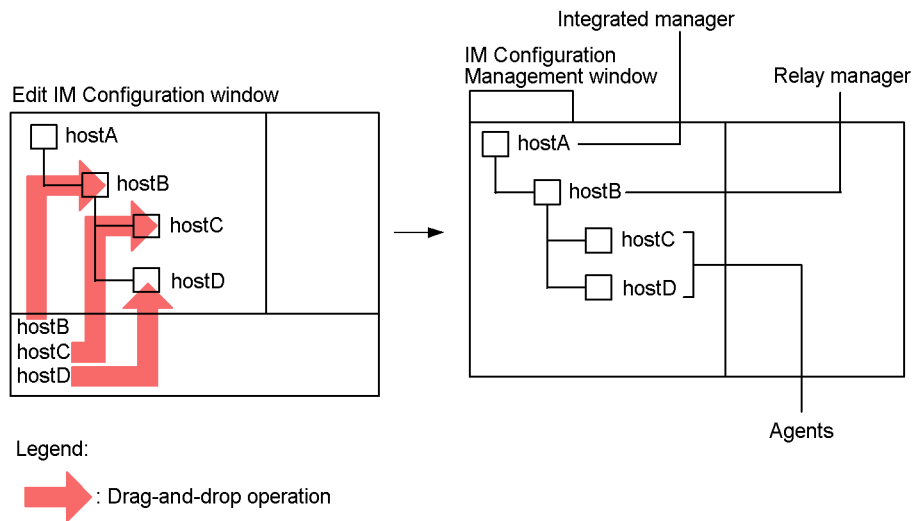 Integrated manager
IM Configuration
Management window
Relay manager
Edit IM Configuration window
hostA
hostB
hostC
hostD
hostB
hostC
hostD
hostA
hostB
hostC
hostD
Agents
Legend:
: Drag-and-drop operation